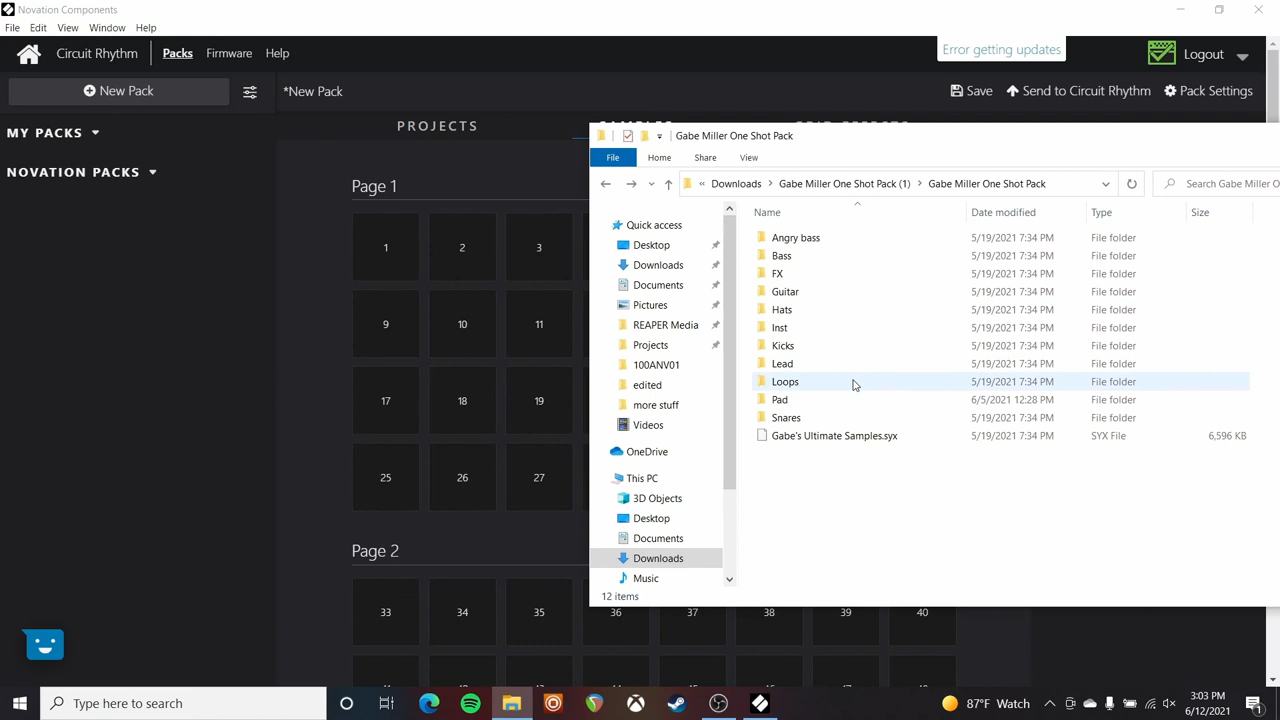 Novation Components
File Edit View Window Help
Circuit Rhythm Packs Firmware Help
Error getting updates
Logout
New Pack
*New Pack
Save Send to Circuit Rhythm Pack Settings
MY PACKS
NOVATION PACKS
PROJECTS
Page 1
1 2 3
9 10 11
17 18 19
25 26 27
Page 2
33 34 35 36 37 38 39 40
Gabe Miller One Shot Pack
File Home Share View
« Downloads > Gabe Miller One Shot Pack (1) > Gabe Miller One Shot Pack
Search Gabe Miller O
Quick access
Desktop
Downloads
Documents
Pictures
REAPER Media
Projects
100ANV01
edited
more stuff
Videos
OneDrive
This PC
3D Objects
Desktop
Documents
Downloads
Music
Name Date modified Type Size
Angry bass 5/19/2021 7:34 PM File folder
Bass 5/19/2021 7:34 PM File folder
FX 5/19/2021 7:34 PM File folder
Guitar 5/19/2021 7:34 PM File folder
Hats 5/19/2021 7:34 PM File folder
Inst 5/19/2021 7:34 PM File folder
Kicks 5/19/2021 7:34 PM File folder
Lead 5/19/2021 7:34 PM File folder
Loops 5/19/2021 7:34 PM File folder
Pad 6/5/2021 12:28 PM File folder
Snares 5/19/2021 7:34 PM File folder
Gabe's Ultimate Samples.syx 5/19/2021 7:34 PM SYX File 6,596 KB
12 items
Type here to search
87°F Watch
3:03 PM
6/12/2021
1